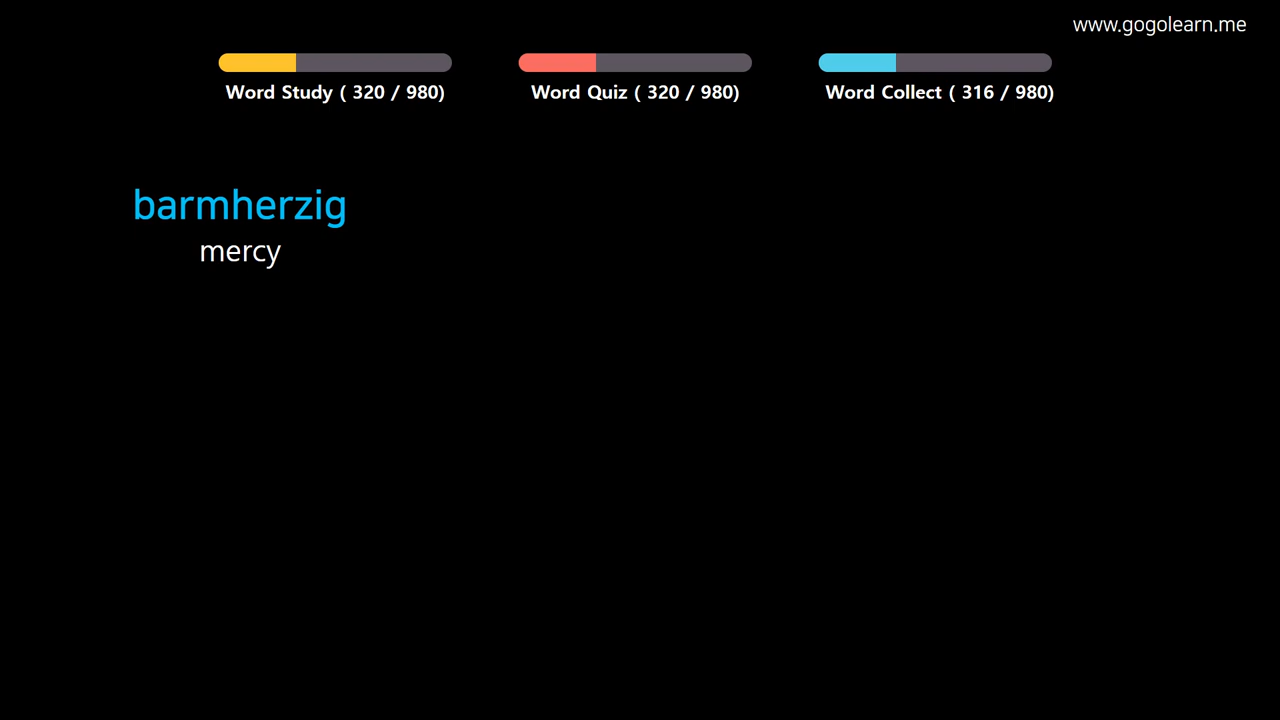 www.gogolearn.me
Word Study ( 320 / 980)
Word Quiz ( 320 / 980)
Word Collect ( 316 / 980)
barmherzig
mercy